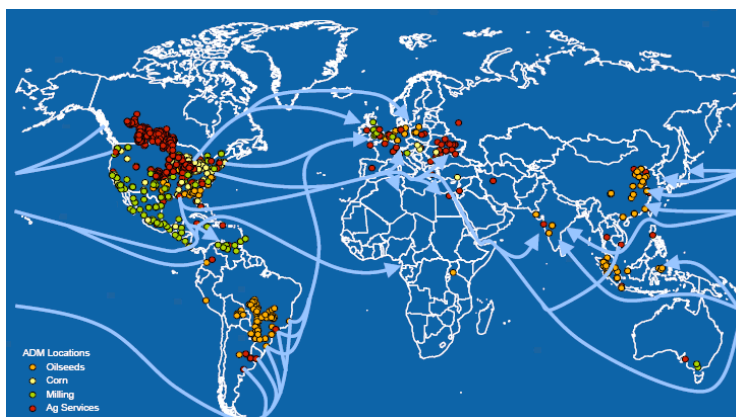 ADM Locations
Oilseeds
Corn
Milling
Ag Services